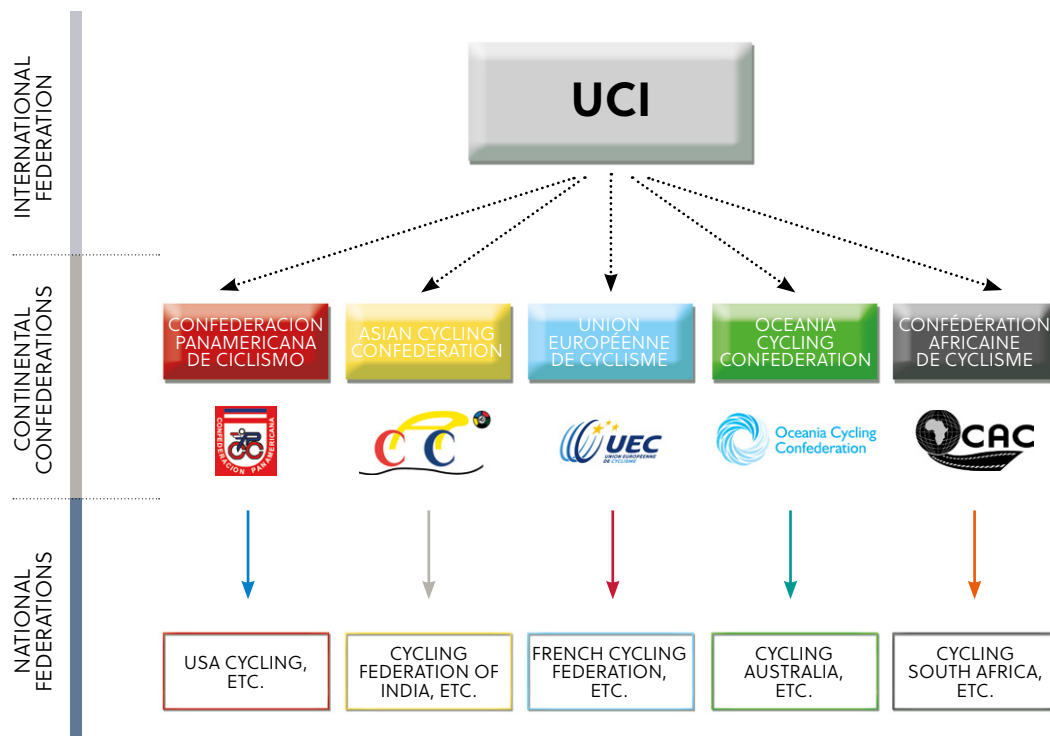 INTERNATIONAL
FEDERATION
UCI
CONTINENTAL
CONFEDERATIONS
CONFEDERACION
PANAMERICANA
DE CICLISMO
ASIAN CYCLING
CONFEDERATION
UNION
EUROPÉENNE
DE CYCLISME
OCEANIA
CYCLING
CONFEDERATION
CONFÉDÉRATION
AFRICAINE
DE CYCLISME
CONFEDERACION PANAMERICANA
UEC
UNION EUROPÉENNE
DE CYCLISME
Oceania Cycling
Confederation
CAC
NATIONAL
FEDERATIONS
USA CYCLING,
ETC.
CYCLING
FEDERATION OF
INDIA, ETC.
FRENCH CYCLING
FEDERATION,
ETC.
CYCLING
AUSTRALIA,
ETC.
CYCLING
SOUTH AFRICA,
ETC.